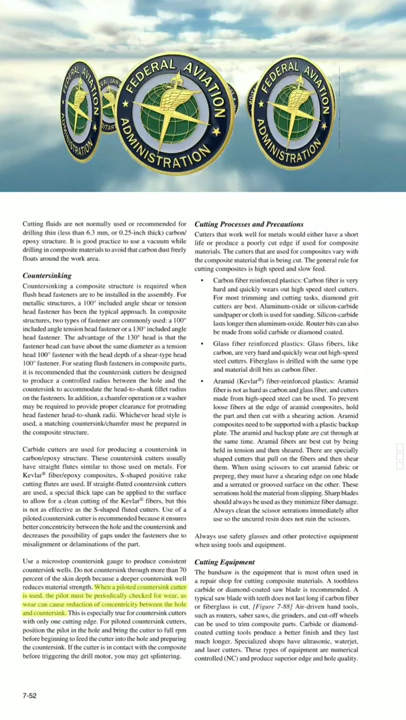 FEDERAL AVIATION
ADMINISTRATION
FEDERAL AVIATION
ADMINISTRATION
FEDERAL AVIATION
ADMINISTRATION
Cutting fluids are not normally used or recommended for
drilling thin (less than 6.3 mm, or 0.25-inch thick) carbon/
epoxy structure. It is good practice to use a vacuum while
drilling in composite materials to avoid that carbon dust freely
floats around the work area.
Countersinking
Countersinking a composite structure is required when
flush head fasteners are to be installed in the assembly. For
metallic structures, a 100° included angle shear or tension
head fastener has been the typical approach. In composite
structures, two types of fastener are commonly used: a 100°
included angle tension head fastener or a 130° included angle
head fastener. The advantage of the 130° head is that the
fastener head can have about the same diameter as a tension
head 100° fastener with the depth of a shear-type head
100° fastener. For seating flush fasteners in composite parts,
it is recommended that the countersink cutters be designed
to produce a controlled radius between the hole and the
countersink to accommodate the head-to-shank fillet radius
on the fasteners. In addition, a chamfer operation or a washer
may be required to provide proper clearance for protruding
head fastener head-to-shank radii. Whichever head style is
used, a matching countersink/chamfer must be prepared in
the composite structure.
Carbide cutters are used for producing a countersink in
carbon/epoxy structure. These countersink cutters usually
have straight flutes similar to those used on metals. For
Kevlar® fiber/epoxy composites, S-shaped positive rake
cutting flutes are used. If straight-fluted countersink cutters
are used, a special thick tape can be applied to the surface
to allow for a clean cutting of the Kevlar® fibers, but this
is not as effective as the S-shaped fluted cutters. Use of a
piloted countersink cutter is recommended because it ensures
better concentricity between the hole and the countersink and
decreases the possibility of gaps under the fasteners due to
misalignment or delaminations of the part.
Use a microstop countersink gauge to produce consistent
countersink wells. Do not countersink through more than 70
percent of the skin depth because a deeper countersink well
reduces material strength. When a piloted countersink cutter
is used, the pilot must be periodically checked for wear, as
wear can cause reduction of concentricity between the hole
and countersink. This is especially true for countersink cutters
with only one cutting edge. For piloted countersink cutters,
position the pilot in the hole and bring the cutter to full rpm
before beginning to feed the cutter into the hole and preparing
the countersink. If the cutter is in contact with the composite
before triggering the drill motor, you may get splintering.
Cutting Processes and Precautions
Cutters that work well for metals would either have a short
life or produce a poorly cut edge if used for composite
materials. The cutters that are used for composites vary with
the composite material that is being cut. The general rule for
cutting composites is high speed and slow feed.
• Carbon fiber reinforced plastics: Carbon fiber is very
hard and quickly wears out high speed steel cutters.
For most trimming and cutting tasks, diamond grit
cutters are best. Aluminum-oxide or silicon-carbide
sandpaper or cloth is used for sanding. Silicon-carbide
lasts longer then aluminum-oxide. Router bits can also
be made from solid carbide or diamond coated.
• Glass fiber reinforced plastics: Glass fibers, like
carbon, are very hard and quickly wear out high-speed
steel cutters. Fiberglass is drilled with the same type
and material drill bits as carbon fiber.
• Aramid (Kevlar®) fiber-reinforced plastics: Aramid
fiber is not as hard as carbon and glass fiber, and cutters
made from high-speed steel can be used. To prevent
loose fibers at the edge of aramid composites, hold
the part and then cut with a shearing action. Aramid
composites need to be supported with a plastic backup
plate. The aramid and backup plate are cut through at
the same time. Aramid fibers are best cut by being
held in tension and then sheared. There are specially
shaped cutters that pull on the fibers and then shear
them. When using scissors to cut aramid fabric or
prepreg, they must have a shearing edge on one blade
and a serrated or grooved surface on the other. These
serrations hold the material from slipping. Sharp blades
should always be used as they minimize fiber damage.
Always clean the scissor serrations immediately after
use so the uncured resin does not ruin the scissors.
Always use safety glasses and other protective equipment
when using tools and equipment.
Cutting Equipment
The bandsaw is the equipment that is most often used in
a repair shop for cutting composite materials. A toothless
carbide or diamond-coated saw blade is recommended. A
typical saw blade with teeth does not last long if carbon fiber
or fiberglass is cut. [Figure 7-88] Air-driven hand tools,
such as routers, saber saws, die grinders, and cut-off wheels
can be used to trim composite parts. Carbide or diamond-
coated cutting tools produce a better finish and they last
much longer. Specialized shops have ultrasonic, waterjet,
and laser cutters. These types of equipment are numerical
controlled (NC) and produce superior edge and hole quality.
7-52